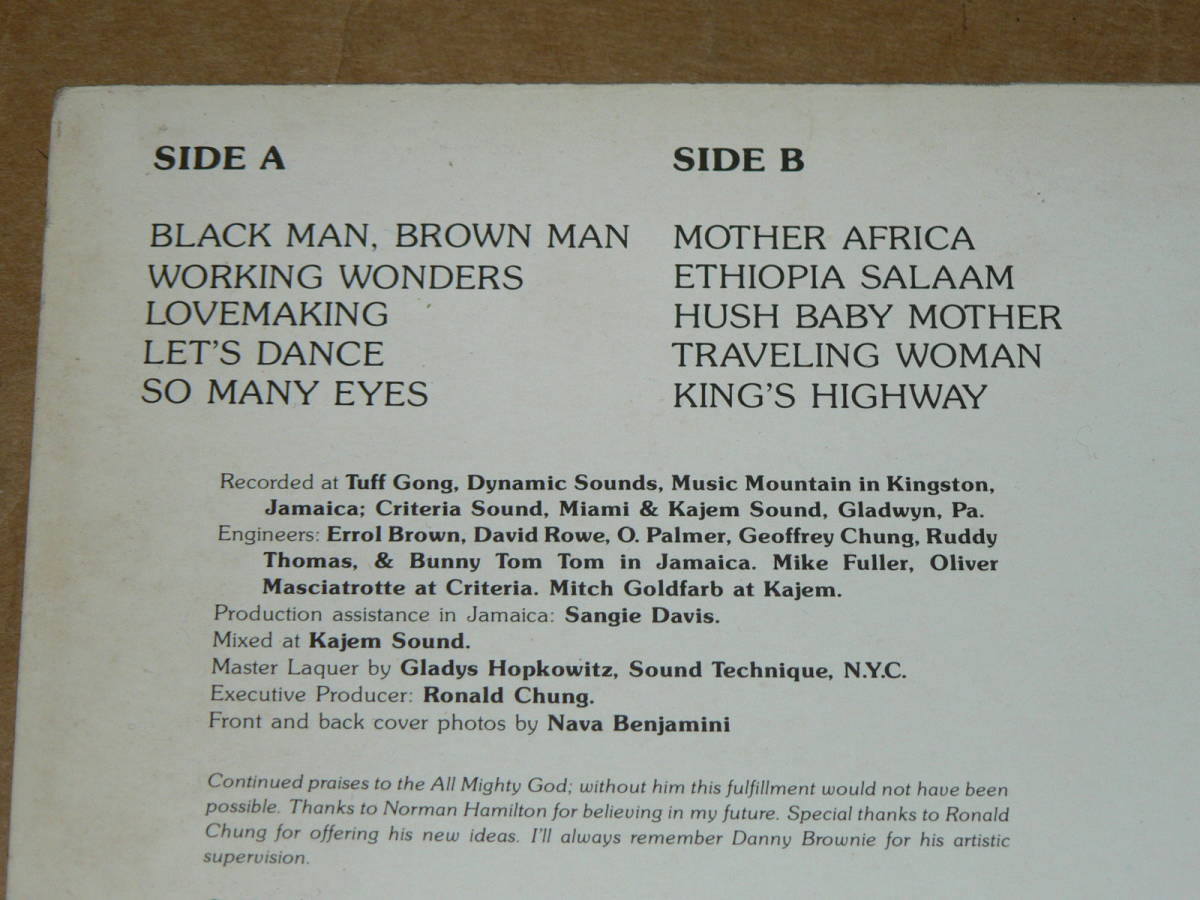 SIDE A
BLACK MAN, BROWN MAN
WORKING WONDERS
LOVEMAKING
LET'S DANCE
SO MANY EYES
SIDE B
MOTHER AFRICA
ETHIOPIA SALAAM
HUSH BABY MOTHER
TRAVELING WOMAN
KING'S HIGHWAY
Recorded at Tuff Gong, Dynamic Sounds, Music Mountain in Kingston,
Jamaica; Criteria Sound, Miami & Kajem Sound, Gladwyn, Pa.
Engineers: Errol Brown, David Rowe, O. Palmer, Geoffrey Chung, Ruddy
Thomas, & Bunny Tom Tom in Jamaica. Mike Fuller, Oliver
Masciatrotte at Criteria. Mitch Goldfarb at Kajem.
Production assistance in Jamaica: Sangie Davis.
Mixed at Kajem Sound.
Master Laquer by Gladys Hopkowitz, Sound Technique, N.Y.C.
Executive Producer: Ronald Chung.
Front and back cover photos by Nava Benjamini
Continued praises to the All Mighty God; without him this fulfillment would not have been
possible. Thanks to Norman Hamilton for believing in my future. Special thanks to Ronald
Chung for offering his new ideas. I'll always remember Danny Brownie for his artistic
supervision.